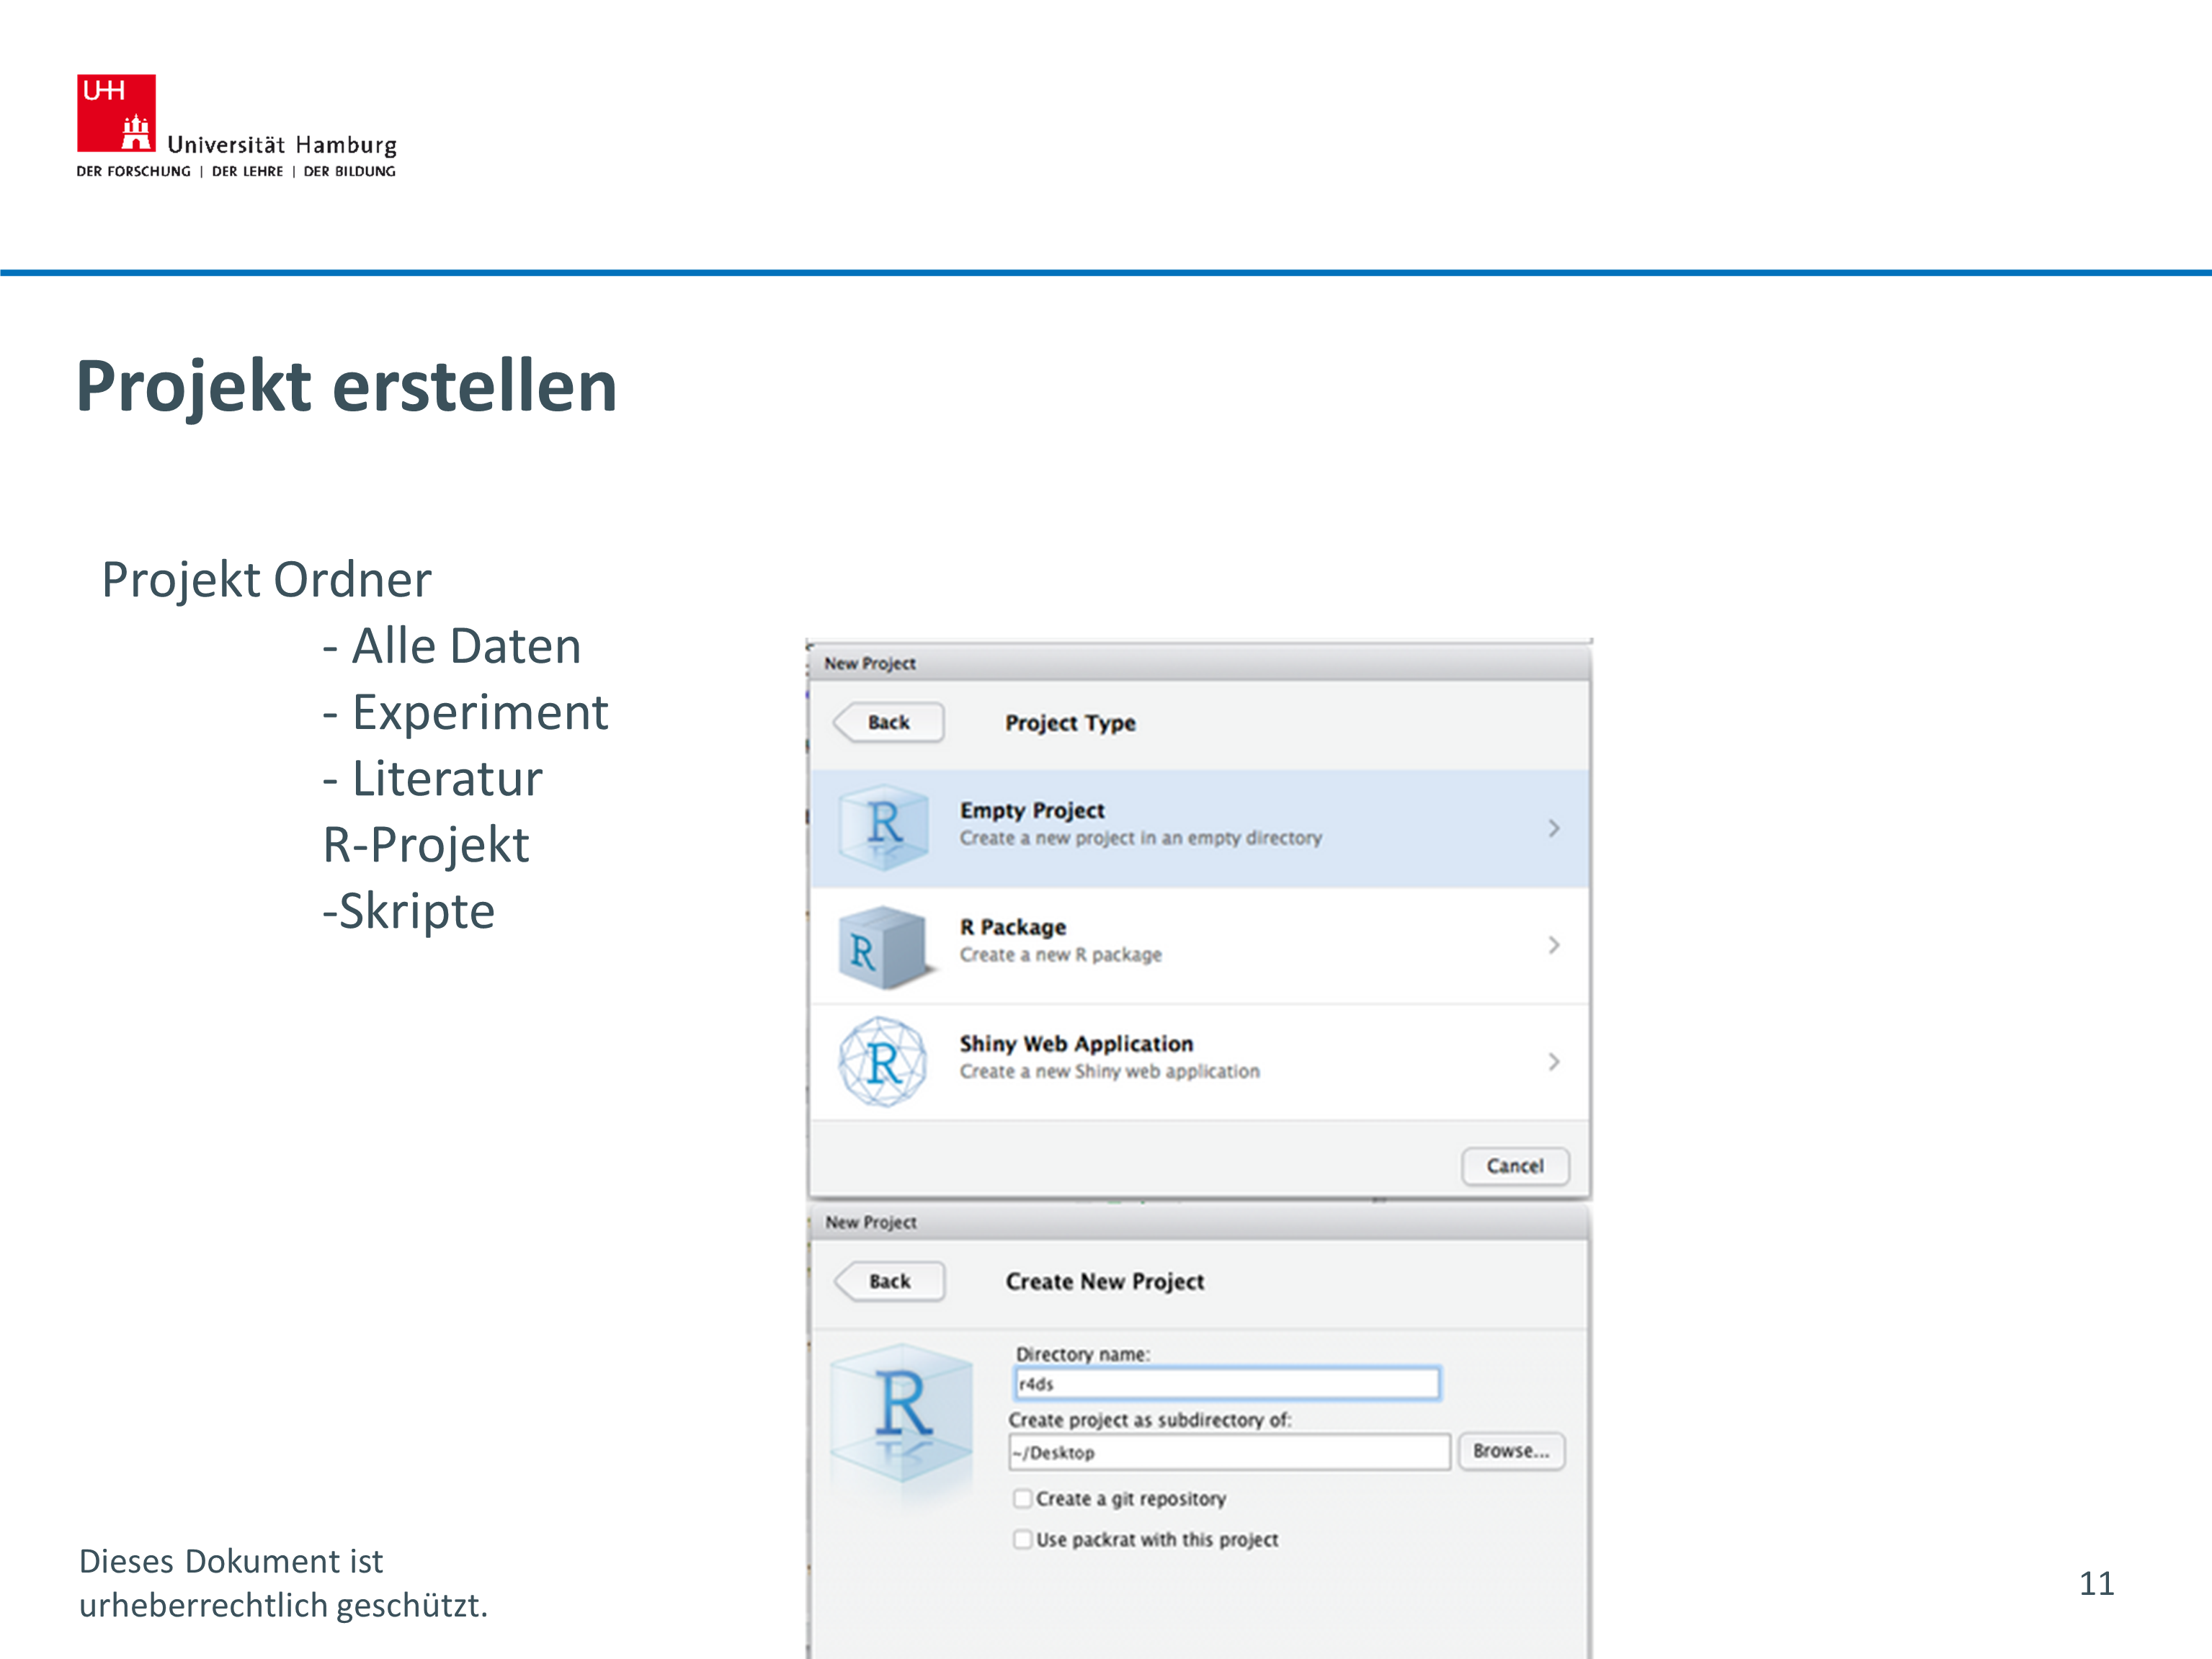 UHH
Universität Hamburg
DER FORSCHUNG | DER LEHRE | DER BILDUNG
Projekt erstellen
Projekt Ordner
- Alle Daten
- Experiment
- Literatur
R-Projekt
-Skripte
New Project
Back
Project Type
R
Empty Project
Create a new project in an empty directory
R
R Package
Create a new R package
R
Shiny Web Application
Create a new Shiny web application
Cancel
New Project
Back
Create New Project
R
Directory name:
r4ds
Create project as subdirectory of:
~/Desktop
Browse...
Create a git repository
Use packrat with this project
Dieses Dokument ist
urheberrechtlich geschützt.
11